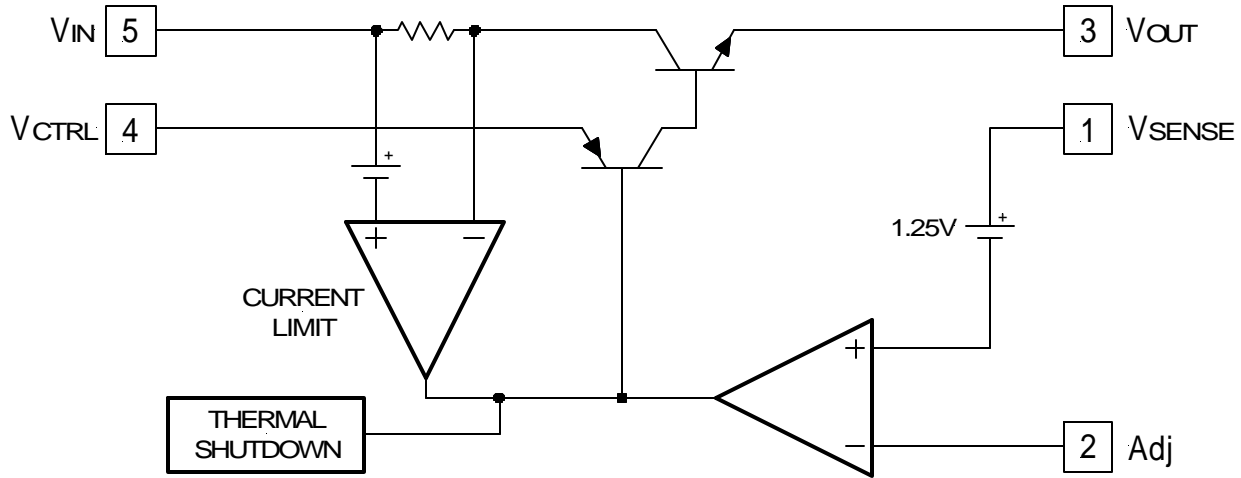 VIN 5
3 VOUT
VCTRL 4
1 VSENSE
+
+
+ −
1.25V
CURRENT
LIMIT
+
THERMAL
SHUTDOWN
−
2 Adj